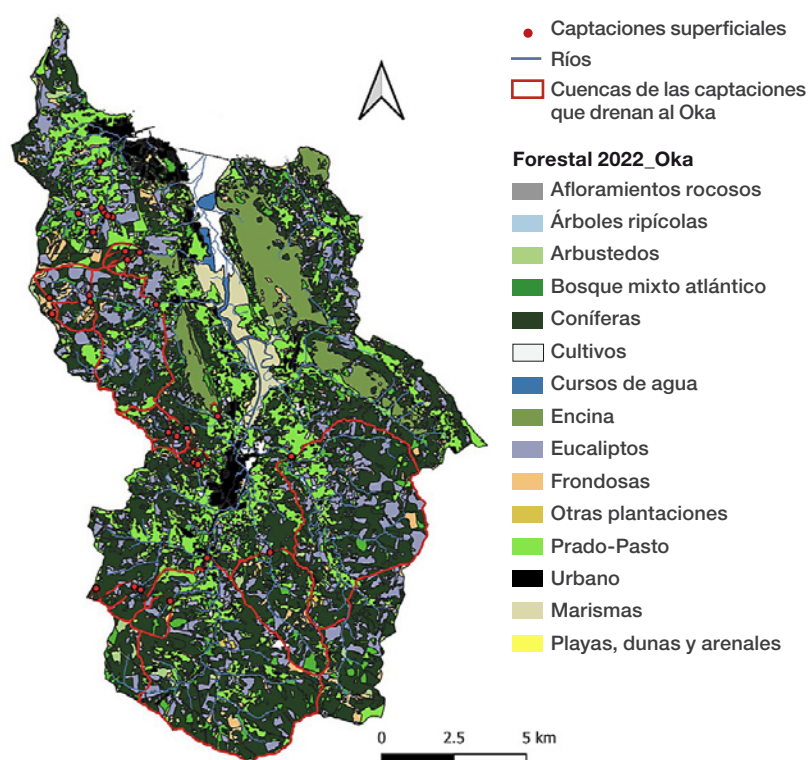 Captaciones superficiales
Ríos
Cuencas de las captaciones
que drenan al Oka
Forestal 2022_Oka
Afloramientos rocosos
Árboles ripícolas
Arbustedos
Bosque mixto atlántico
Coníferas
Cultivos
Cursos de agua
Encina
Eucaliptos
Frondosas
Otras plantaciones
Prado-Pasto
Urbano
Marismas
Playas, dunas y arenales
0 2.5 5 km